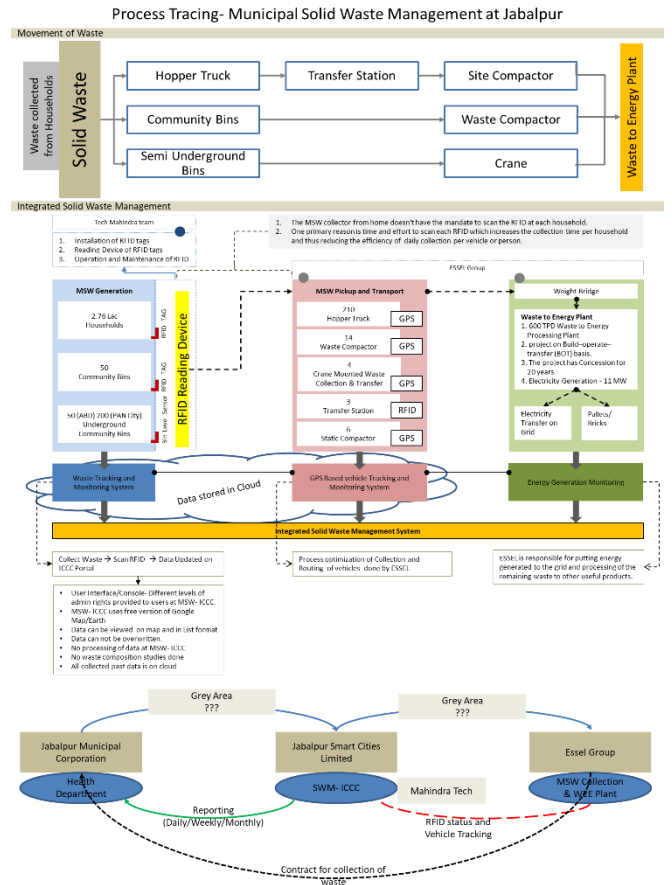 Process Tracing- Municipal Solid Waste Management at Jabalpur
Movement of Waste
Waste collected
from Households
Solid Waste
Hopper Truck
Transfer Station
Site Compactor
Community Bins
Waste Compactor
Semi Underground
Bins
Crane
Waste to Energy Plant
Integrated Solid Waste Management
Tech Mahindra team
1. Installation of RFID tags
2. Reading Device of RFID tags
3. Operation and Maintenance of RFID
1. The MSW collector from home doesn't have the mandate to scan the RFID at each household.
2. One primary reason is time and effort to scan each RFID which increases the collection time per household
and thus reducing the efficiency of daily collection per vehicle or person.
ESSEL Group
MSW Generation
2.76 Lac
Households
RFID TAG
50
Community Bins
RFID TAG
50 (ABD) 200 (PAN City)
Underground
Community Bins
Bin Level Sensor
RFID Reading Device
MSW Pickup and Transport
210
Hopper Truck
GPS
14
Waste Compactor
GPS
4
Crane Mounted Waste
Collection & Transfer
GPS
3
Transfer Station
RFID
6
Static Compactor
GPS
Weight Bridge
Waste to Energy Plant
1. 600 TPD Waste to Energy
Processing Plant
2. project on Build–operate–
transfer (BOT) basis.
3. The project has Concession for
20 years
4. Electricity Generation - 11 MW
Electricity
Transfer on
Grid
Pallets/
Bricks
Waste Tracking and
Monitoring System
Data stored in Cloud
GPS Based vehicle Tracking and
Monitoring System
Energy Generation Monitoring
Integrated Solid Waste Management System
Collect Waste → Scan RFID → Data Updated on
ICCC Portal
Process optimization of Collection and
Routing of vehicles done by ESSEL
ESSEL is responsible for putting energy
generated to the grid and processing of the
remaining waste to other useful products.
• User Interface/Console- Different levels of
admin rights provided to users at MSW- ICCC.
• MSW- ICCC uses free version of Google
Map/Earth
• Data can be viewed on map and in List format
• Data can not be overwritten.
• No processing of data at MSW- ICCC
• No waste composition studies done
• All collected past data is on cloud
Grey Area
???
Grey Area
???
Jabalpur Municipal
Corporation
Jabalpur Smart Cities
Limited
Essel Group
Health
Department
SWM- ICCC
Mahindra Tech
MSW Collection
& WEE Plant
Reporting
(Daily/Weekly/Monthly)
RFID status and
Vehicle Tracking
Contract for collection of
waste